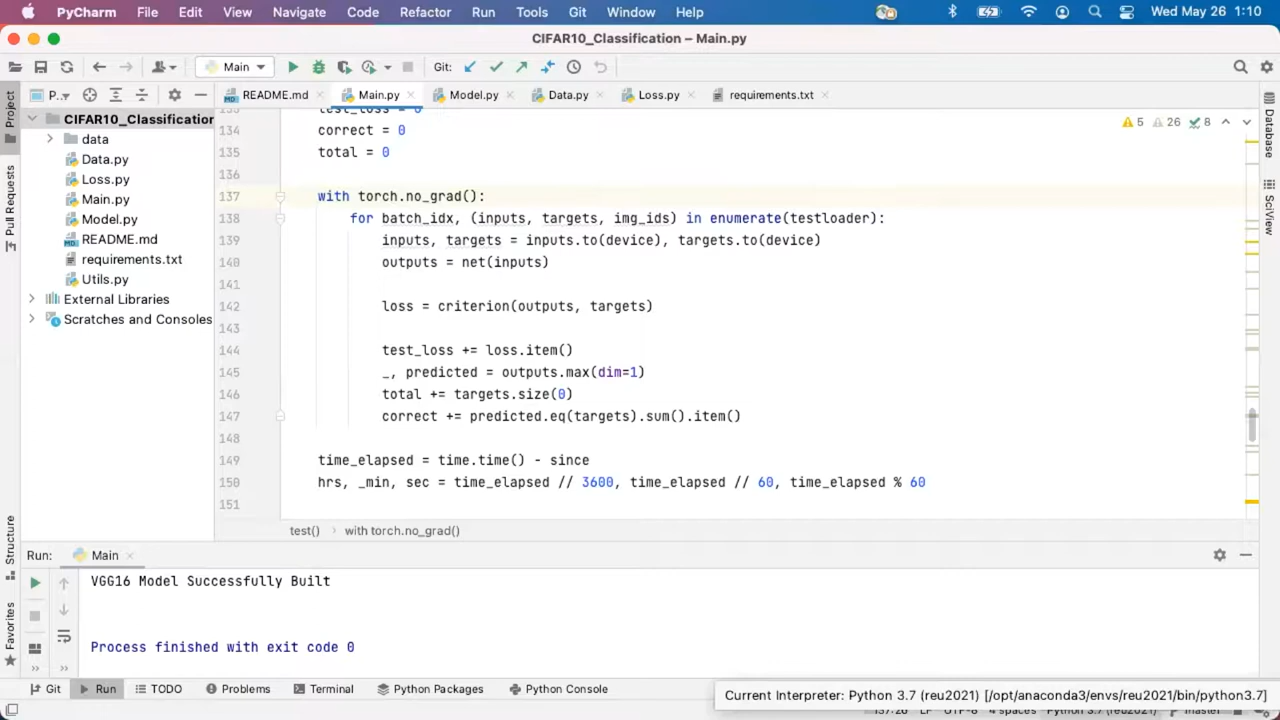 PyCharm File Edit View Navigate Code Refactor Run Tools Git Window Help Wed May 26 1:10
CIFAR10_Classification – Main.py
Main Git:
Project P... README.md Main.py Model.py Data.py Loss.py requirements.txt
CIFAR10_Classification
data
Data.py
Loss.py
Main.py
Model.py
README.md
requirements.txt
Utils.py
External Libraries
Scratches and Consoles
Pull Requests
Structure
Favorites
5 26 8
Database
SciView
test_loss = 0
134 correct = 0
135 total = 0
136
137 with torch.no_grad():
138 for batch_idx, (inputs, targets, img_ids) in enumerate(testloader):
139 inputs, targets = inputs.to(device), targets.to(device)
140 outputs = net(inputs)
141
142 loss = criterion(outputs, targets)
143
144 test_loss += loss.item()
145 _, predicted = outputs.max(dim=1)
146 total += targets.size(0)
147 correct += predicted.eq(targets).sum().item()
148
149 time_elapsed = time.time() - since
150 hrs, _min, sec = time_elapsed // 3600, time_elapsed // 60, time_elapsed % 60
151
test() › with torch.no_grad()
Run: Main
VGG16 Model Successfully Built
Process finished with exit code 0
Git Run TODO Problems Terminal Python Packages Python Console
Current Interpreter: Python 3.7 (reu2021) [/opt/anaconda3/envs/reu2021/bin/python3.7]